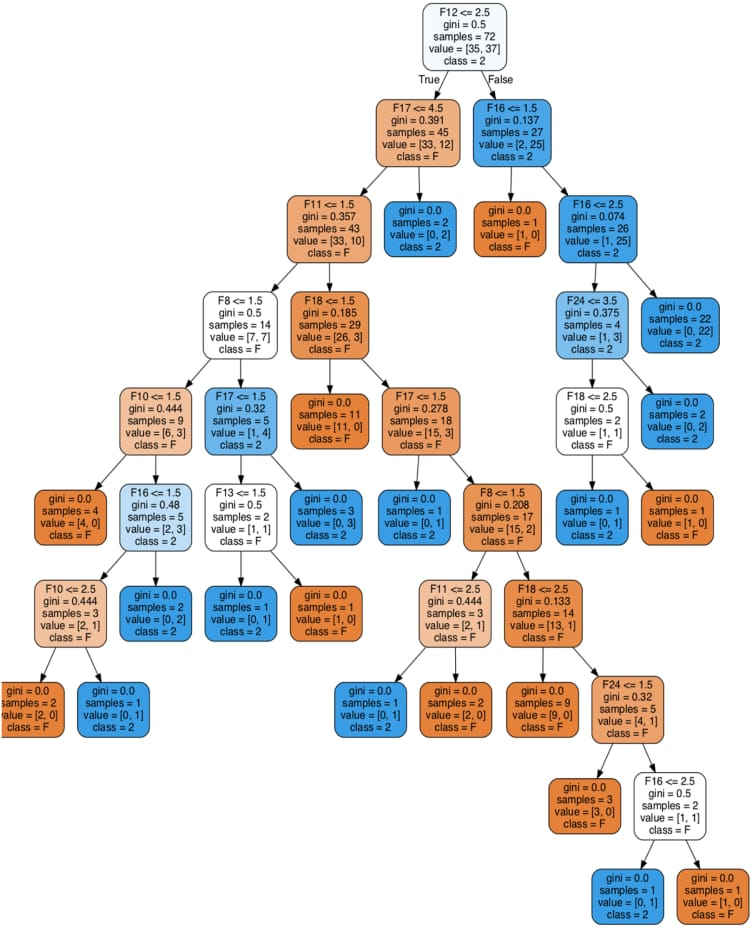 F12 <= 2.5
gini = 0.5
samples = 72
value = [35, 37]
class = 2
True
False
F17 <= 4.5
gini = 0.391
samples = 45
value = [33, 12]
class = F
F16 <= 1.5
gini = 0.137
samples = 27
value = [2, 25]
class = 2
F11 <= 1.5
gini = 0.357
samples = 43
value = [33, 10]
class = F
gini = 0.0
samples = 2
value = [0, 2]
class = 2
gini = 0.0
samples = 1
value = [1, 0]
class = F
F16 <= 2.5
gini = 0.074
samples = 26
value = [1, 25]
class = 2
F8 <= 1.5
gini = 0.5
samples = 14
value = [7, 7]
class = F
F18 <= 1.5
gini = 0.185
samples = 29
value = [26, 3]
class = F
F24 <= 3.5
gini = 0.375
samples = 4
value = [1, 3]
class = 2
gini = 0.0
samples = 22
value = [0, 22]
class = 2
F10 <= 1.5
gini = 0.444
samples = 9
value = [6, 3]
class = F
F17 <= 1.5
gini = 0.32
samples = 5
value = [1, 4]
class = 2
gini = 0.0
samples = 11
value = [11, 0]
class = F
F17 <= 1.5
gini = 0.278
samples = 18
value = [15, 3]
class = F
F18 <= 2.5
gini = 0.5
samples = 2
value = [1, 1]
class = F
gini = 0.0
samples = 2
value = [0, 2]
class = 2
gini = 0.0
samples = 4
value = [4, 0]
class = F
F16 <= 1.5
gini = 0.48
samples = 5
value = [2, 3]
class = 2
F13 <= 1.5
gini = 0.5
samples = 2
value = [1, 1]
class = F
gini = 0.0
samples = 3
value = [0, 3]
class = 2
gini = 0.0
samples = 1
value = [0, 1]
class = 2
F8 <= 1.5
gini = 0.208
samples = 17
value = [15, 2]
class = F
gini = 0.0
samples = 1
value = [0, 1]
class = 2
gini = 0.0
samples = 1
value = [1, 0]
class = F
F10 <= 2.5
gini = 0.444
samples = 3
value = [2, 1]
class = F
gini = 0.0
samples = 2
value = [0, 2]
class = 2
gini = 0.0
samples = 1
value = [0, 1]
class = 2
gini = 0.0
samples = 1
value = [1, 0]
class = F
F11 <= 2.5
gini = 0.444
samples = 3
value = [2, 1]
class = F
F18 <= 2.5
gini = 0.133
samples = 14
value = [13, 1]
class = F
gini = 0.0
samples = 2
value = [2, 0]
class = F
gini = 0.0
samples = 1
value = [0, 1]
class = 2
gini = 0.0
samples = 1
value = [0, 1]
class = 2
gini = 0.0
samples = 2
value = [2, 0]
class = F
gini = 0.0
samples = 9
value = [9, 0]
class = F
F24 <= 1.5
gini = 0.32
samples = 5
value = [4, 1]
class = F
gini = 0.0
samples = 3
value = [3, 0]
class = F
F16 <= 2.5
gini = 0.5
samples = 2
value = [1, 1]
class = F
gini = 0.0
samples = 1
value = [0, 1]
class = 2
gini = 0.0
samples = 1
value = [1, 0]
class = F